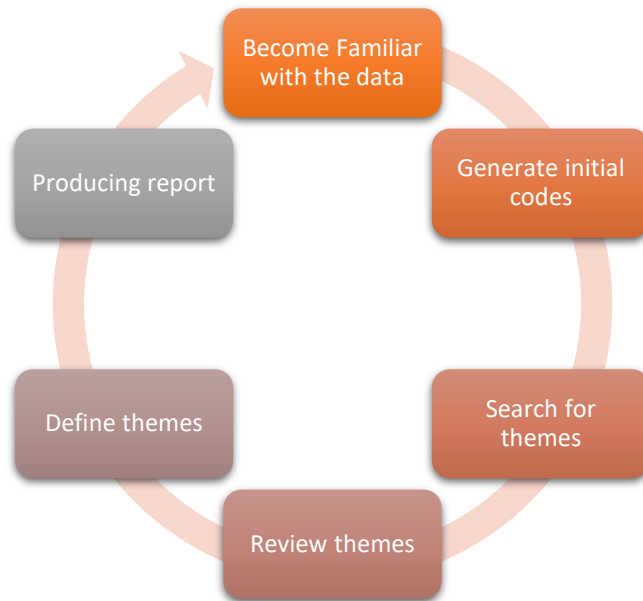 Become Familiar
with the data
Generate initial
codes
Search for
themes
Review themes
Define themes
Producing report